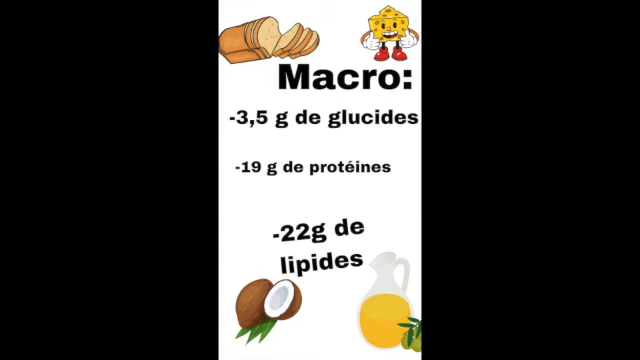 Macro:
-3,5 g de glucides
-19 g de protéines
-22g de
lipides